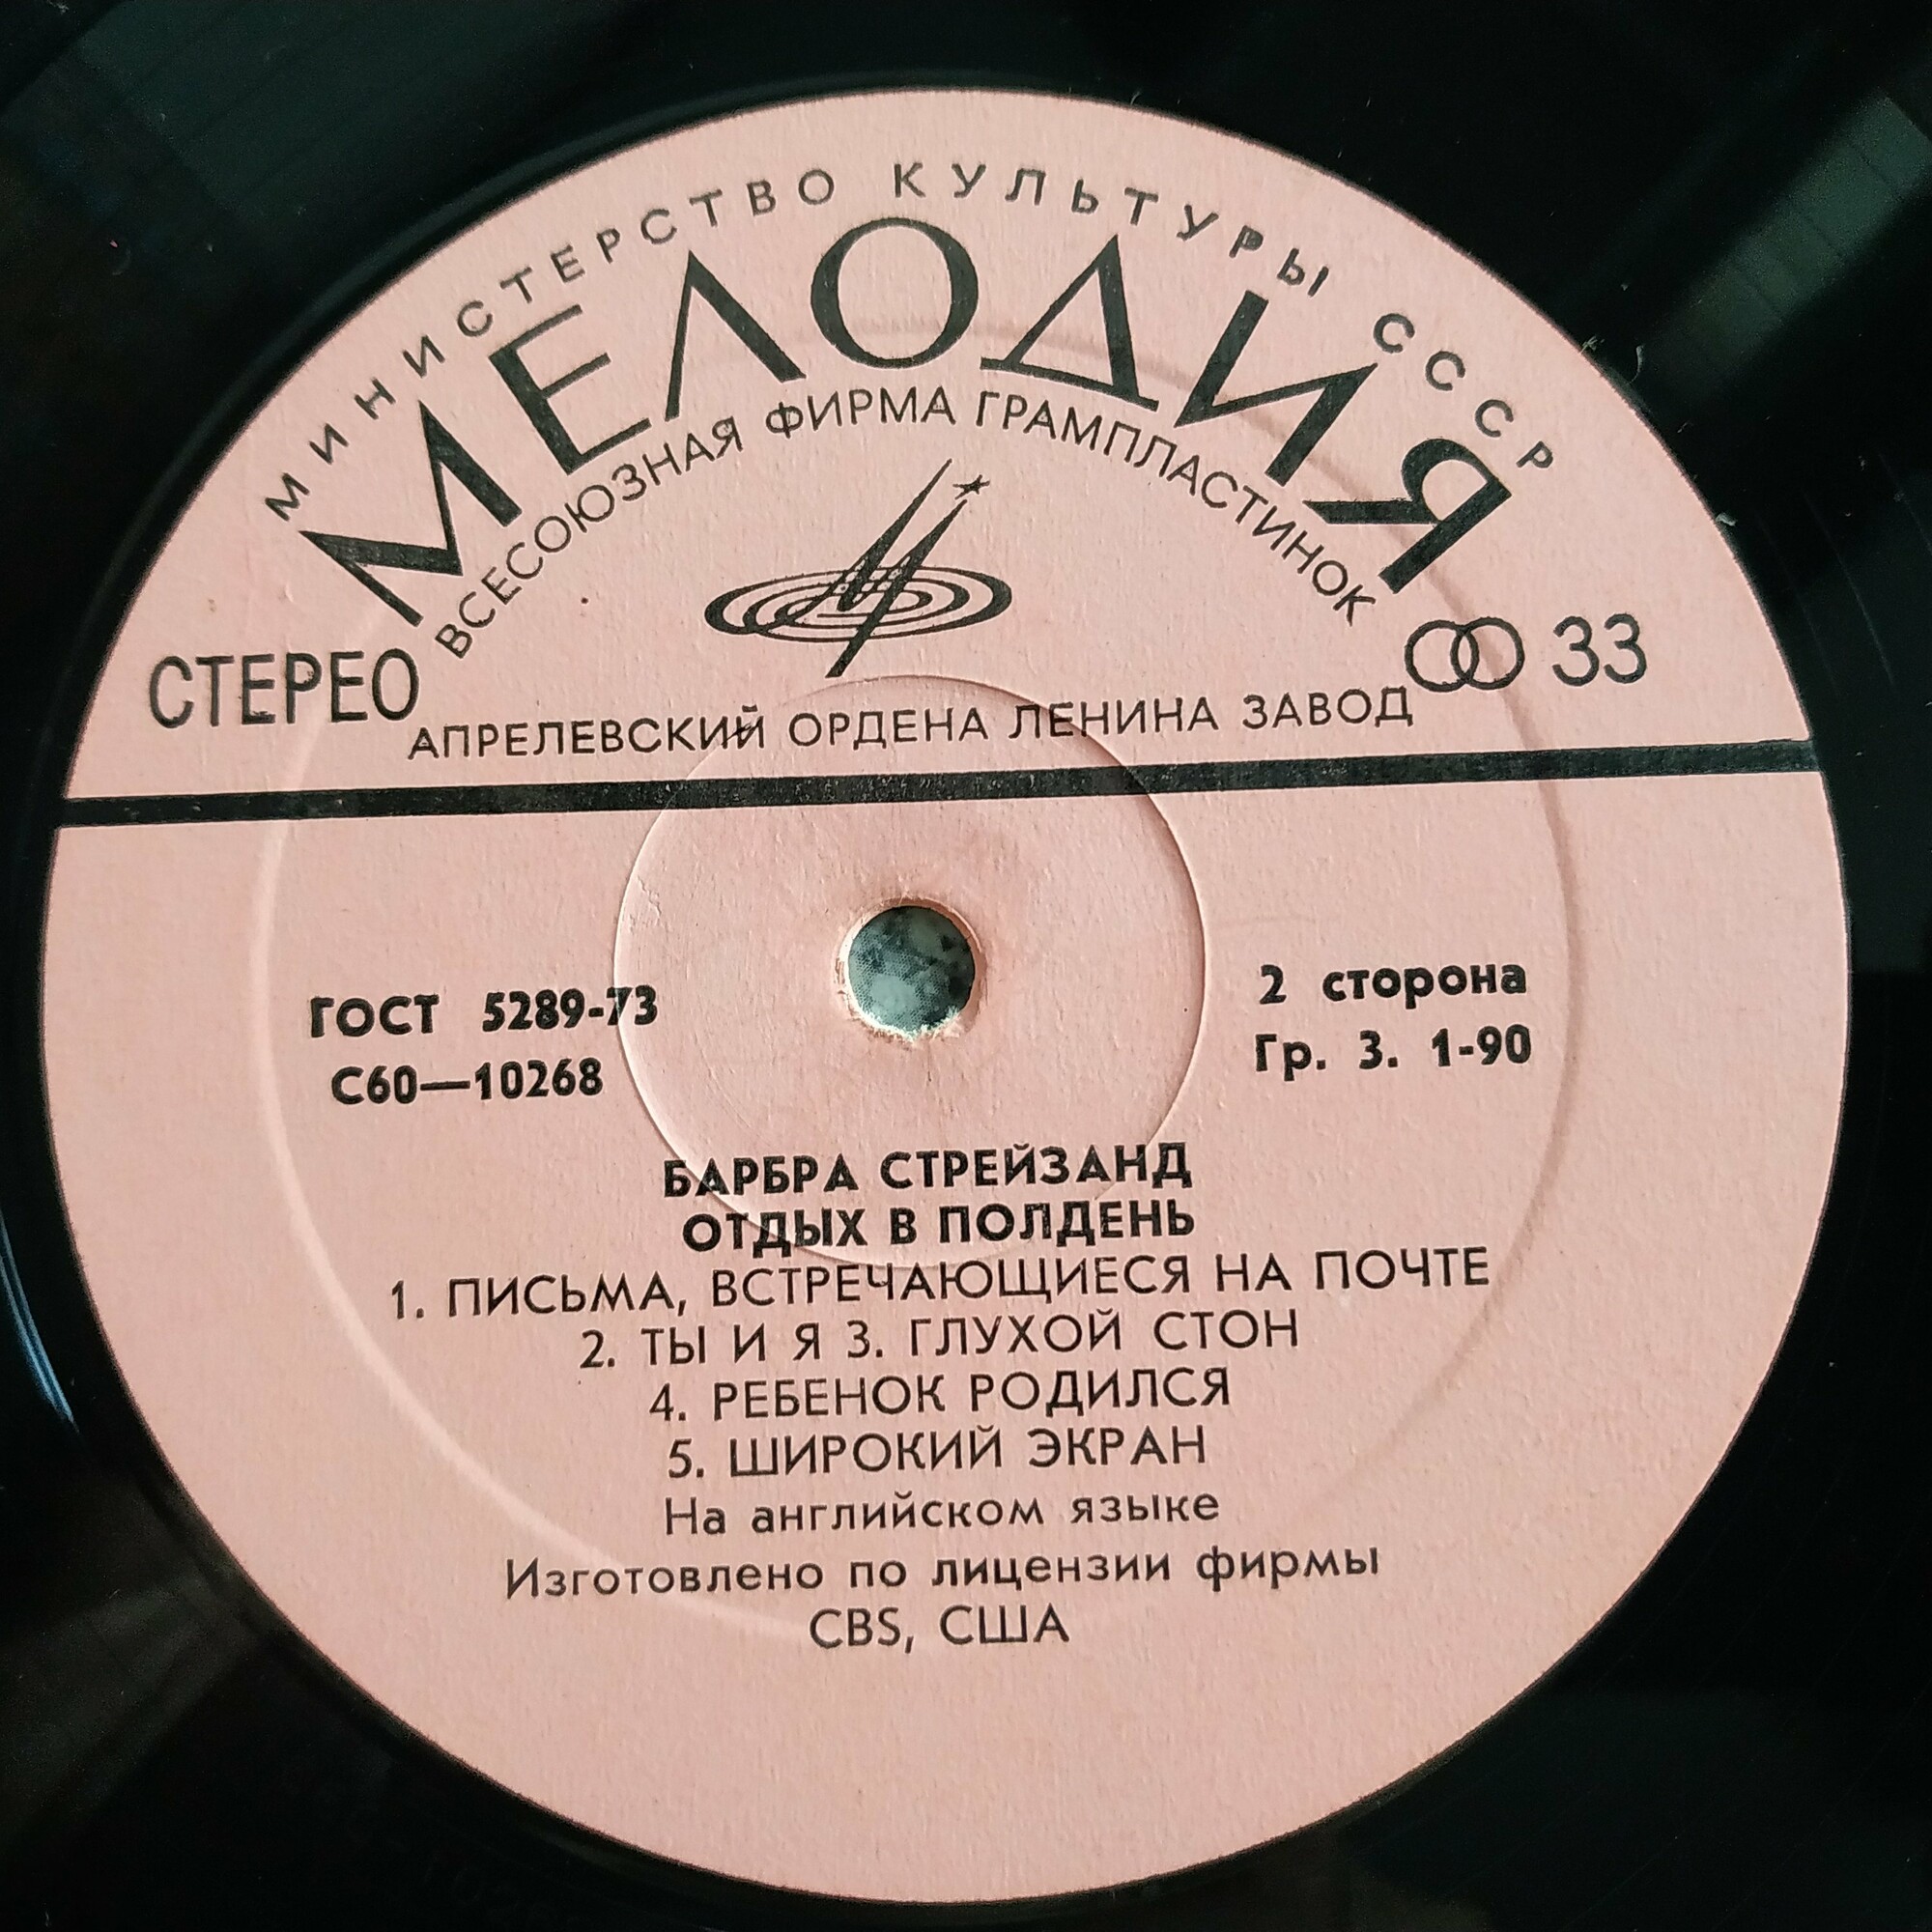 МИНИСТЕРСТВО КУЛЬТУРЫ СССР
МЕЛОДИЯ
ВСЕСОЮЗНАЯ ФИРМА ГРАМПЛАСТИНОК
СТЕРЕО
33
АПРЕЛЕВСКИЙ ОРДЕНА ЛЕНИНА ЗАВОД
ГОСТ 5289-73
С60—10268
2 сторона
Гр. 3. 1-90
БАРБРА СТРЕЙЗАНД
ОТДЫХ В ПОЛДЕНЬ
1. ПИСЬМА, ВСТРЕЧАЮЩИЕСЯ НА ПОЧТЕ
2. ТЫ И Я 3. ГЛУХОЙ СТОН
4. РЕБЕНОК РОДИЛСЯ
5. ШИРОКИЙ ЭКРАН
На английском языке
Изготовлено по лицензии фирмы
CBS, США